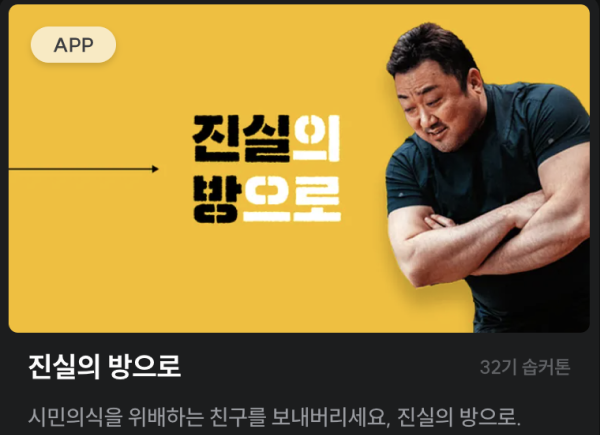 APP
진실의
방으로
진실의 방으로
32기 솝커톤
시민의식을 위배하는 친구를 보내버리세요, 진실의 방으로.